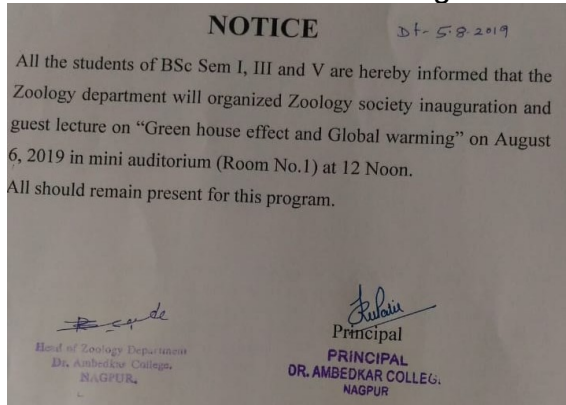 NOTICE
Dt- 5.8.2019
All the students of BSc Sem I, III and V are hereby informed that the
Zoology department will organized Zoology society inauguration and
guest lecture on “Green house effect and Global warming” on August
6, 2019 in mini auditorium (Room No.1) at 12 Noon.
All should remain present for this program.
Principal
Head of Zoology Department
Dr. Ambedkar College,
NAGPUR.
PRINCIPAL
DR. AMBEDKAR COLLEG.
NAGPUR